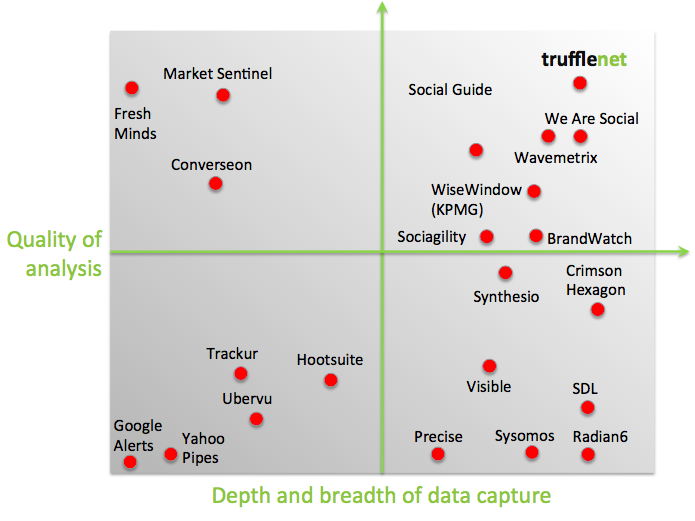 trufflenet
Market Sentinel
Social Guide
Fresh
Minds
We Are Social
Wavemetrix
Converseon
WiseWindow
(KPMG)
Sociagility
BrandWatch
Quality of
analysis
Crimson
Hexagon
Synthesio
Trackur
Hootsuite
Visible
SDL
Ubervu
Google
Alerts
Yahoo
Pipes
Precise
Sysomos
Radian6
Depth and breadth of data capture